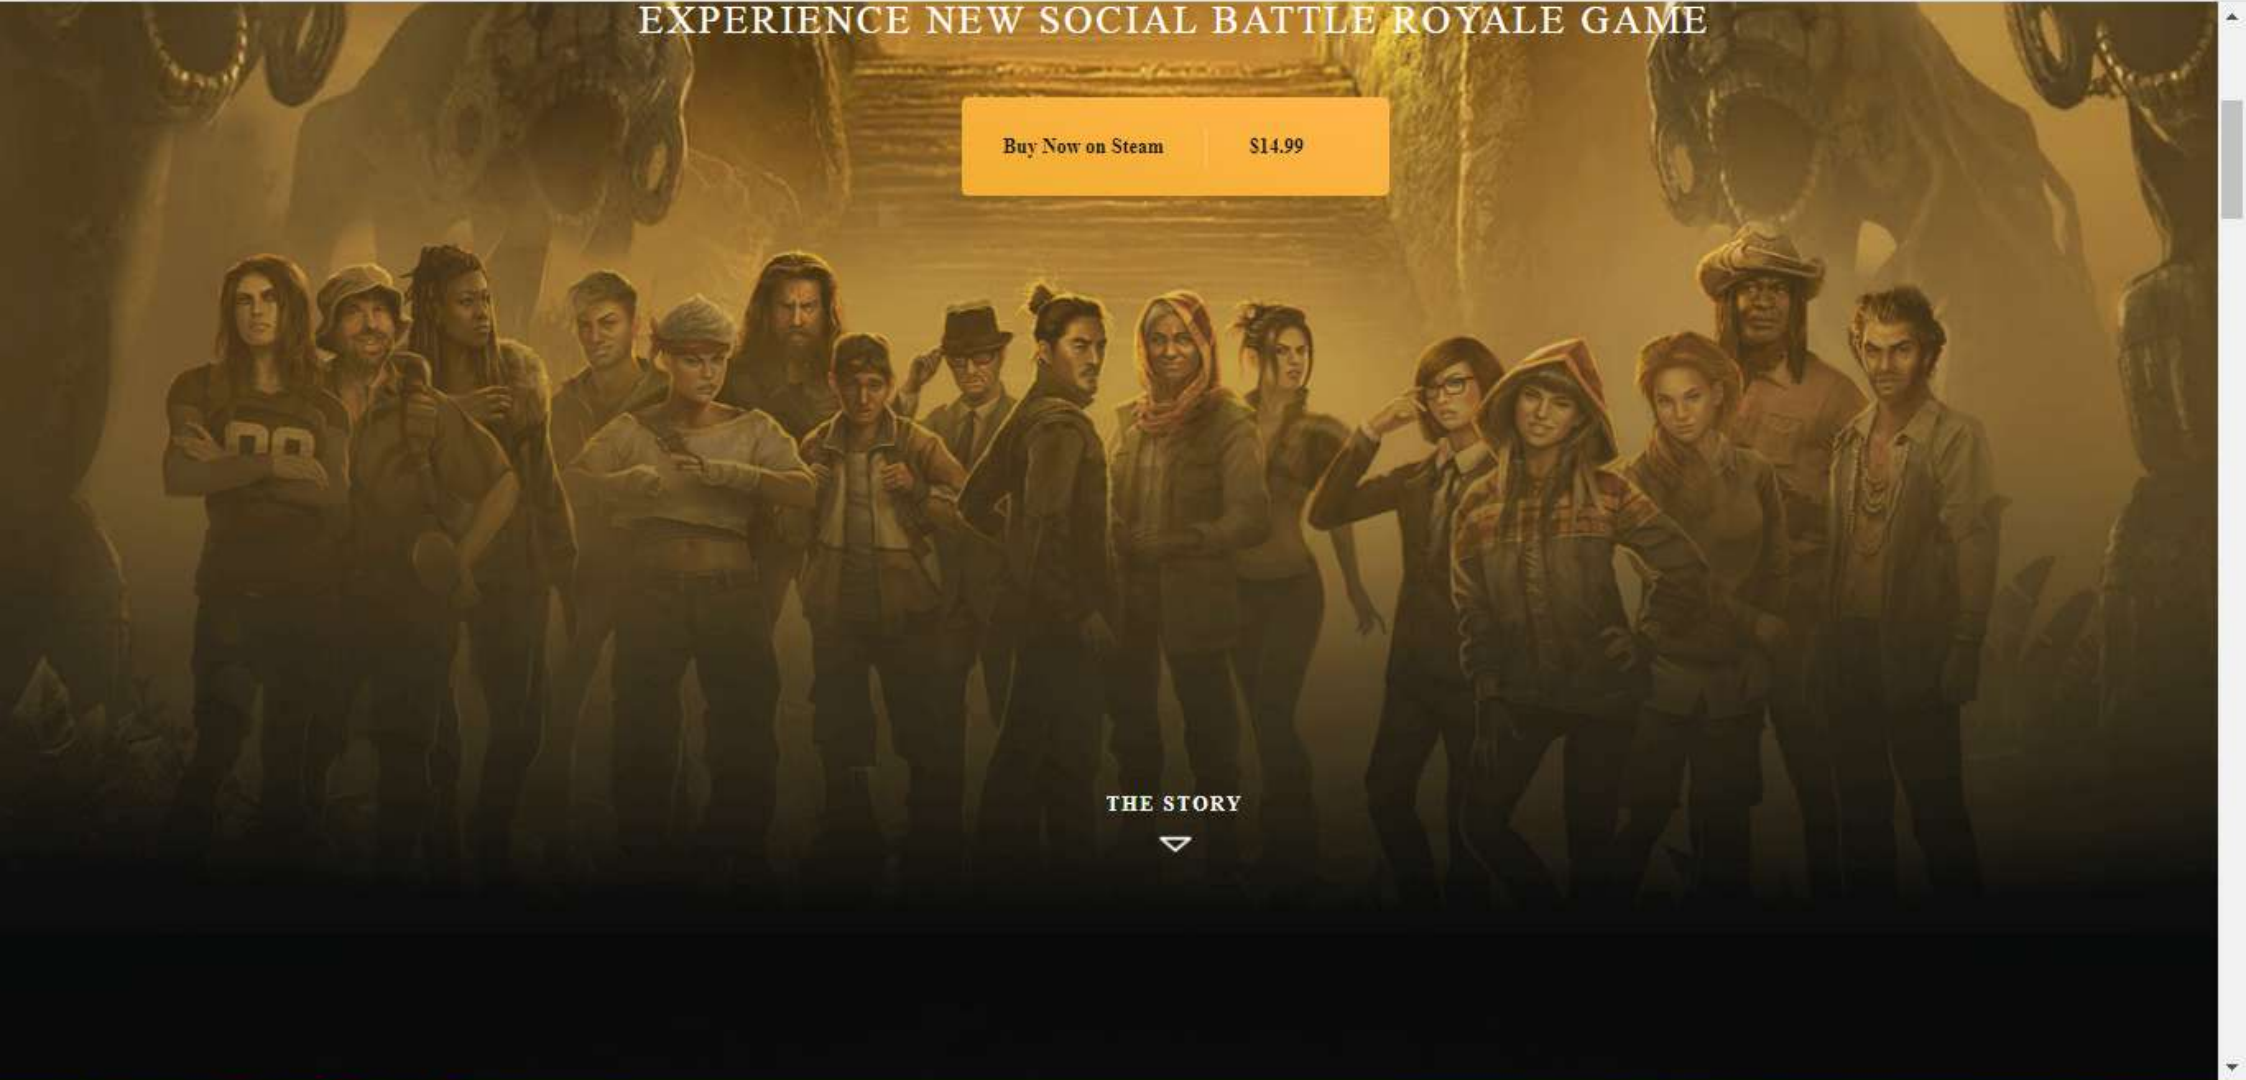 EXPERIENCE NEW SOCIAL BATTLE ROYALE GAME
Buy Now on Steam $14.99
THE STORY